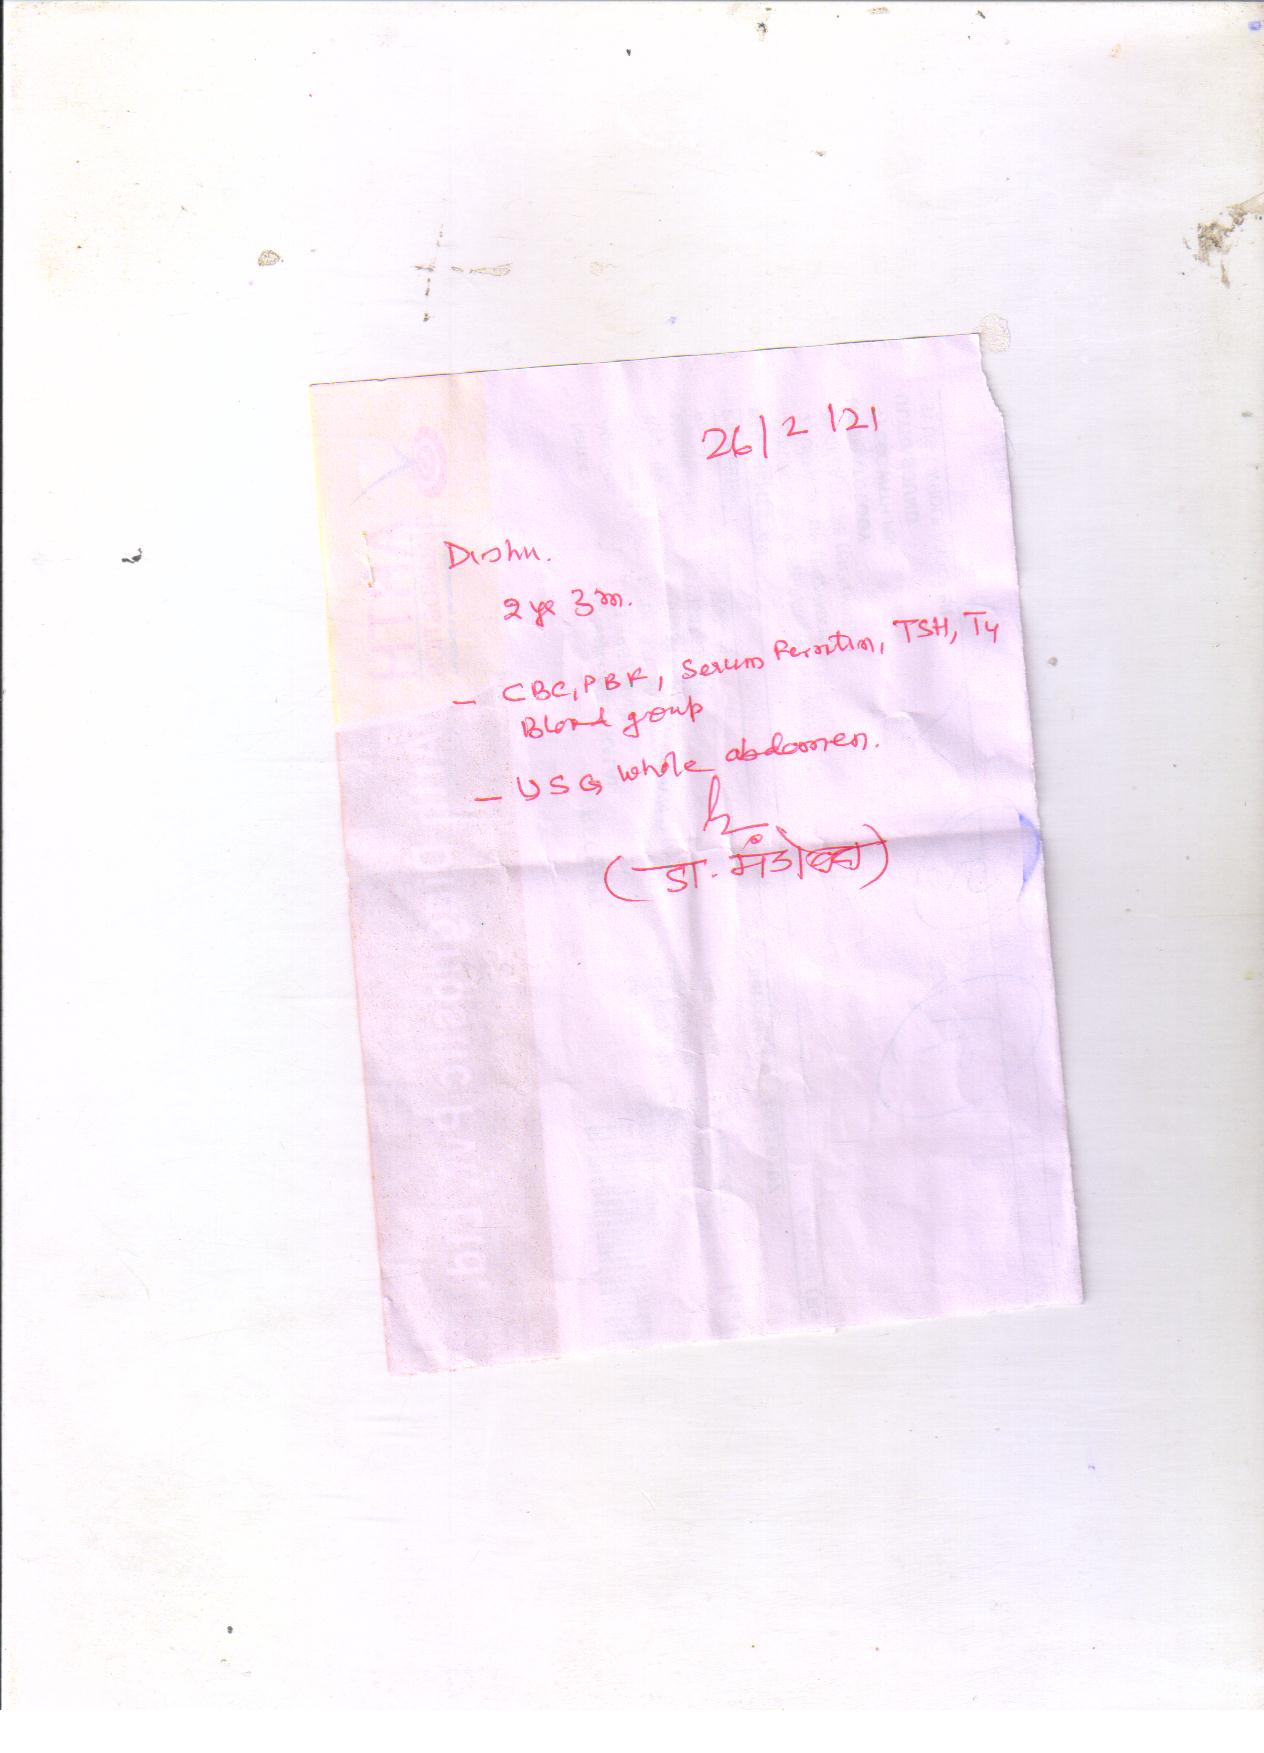 26/2/21
Dishu.
2 yr 3m.
- CBC, PBF, Serum Ferritin, TSH, T4
Blood group
- USG whole abdomen.
(डा.